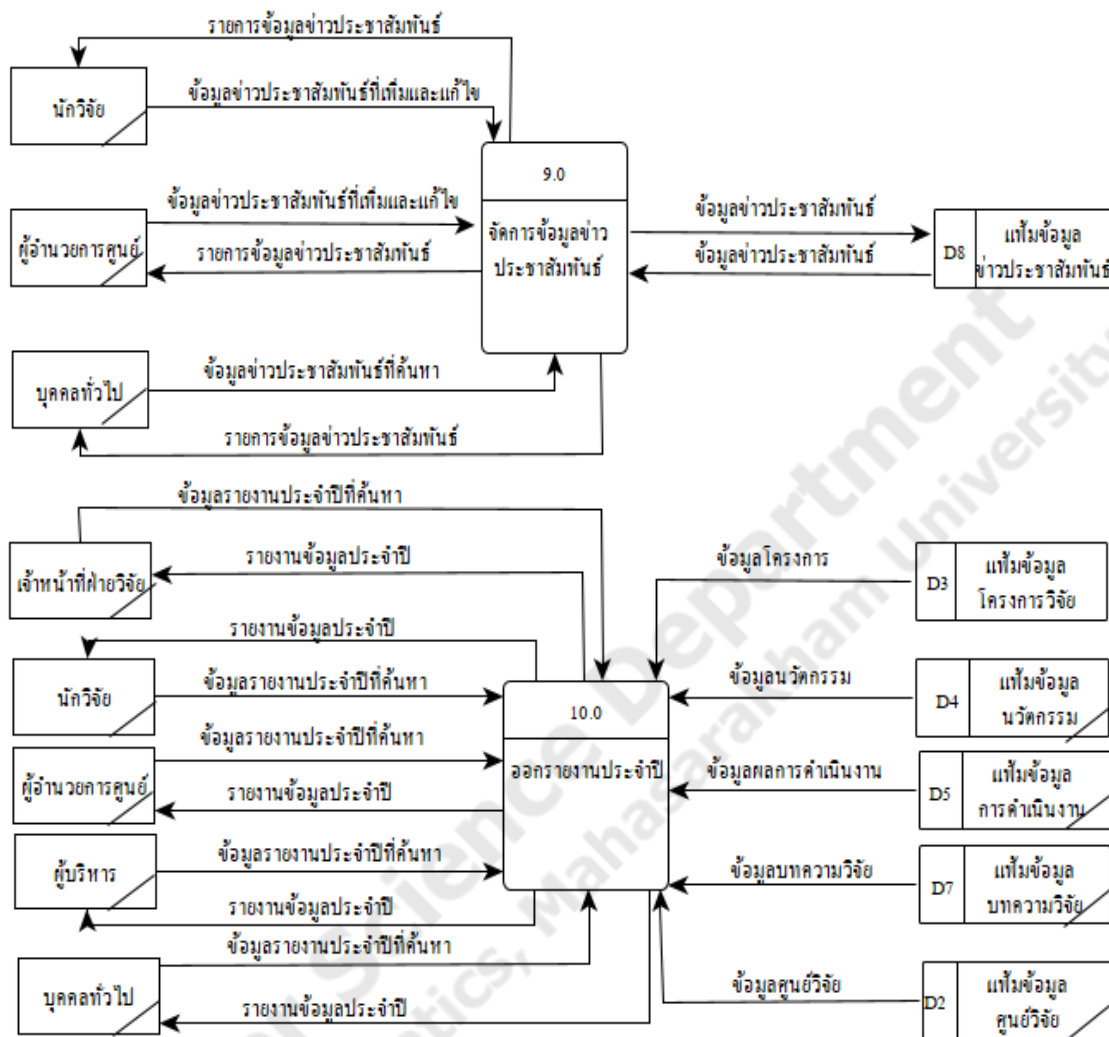 รายการข้อมูลข่าวประชาสัมพันธ์
นักวิจัย
ข้อมูลข่าวประชาสัมพันธ์ที่เพิ่มและแก้ไข
9.0
จัดการข้อมูลข่าว
ประชาสัมพันธ์
ผู้อำนวยการศูนย์
ข้อมูลข่าวประชาสัมพันธ์ที่เพิ่มและแก้ไข
รายการข้อมูลข่าวประชาสัมพันธ์
ข้อมูลข่าวประชาสัมพันธ์
ข้อมูลข่าวประชาสัมพันธ์
D8
แฟ้มข้อมูล
ข่าวประชาสัมพันธ์
บุคคลทั่วไป
ข้อมูลข่าวประชาสัมพันธ์ที่ค้นหา
รายการข้อมูลข่าวประชาสัมพันธ์
ข้อมูลรายงานประจำปีที่ค้นหา
เจ้าหน้าที่ฝ่ายวิจัย
รายงานข้อมูลประจำปี
ข้อมูลโครงการ
D3
แฟ้มข้อมูล
โครงการวิจัย
รายงานข้อมูลประจำปี
นักวิจัย
ข้อมูลรายงานประจำปีที่ค้นหา
10.0
ออกรายงานประจำปี
ข้อมูลนวัตกรรม
D4
แฟ้มข้อมูล
นวัตกรรม
ข้อมูลรายงานประจำปีที่ค้นหา
ผู้อำนวยการศูนย์
รายงานข้อมูลประจำปี
ข้อมูลผลการดำเนินงาน
D5
แฟ้มข้อมูล
การดำเนินงาน
ผู้บริหาร
ข้อมูลรายงานประจำปีที่ค้นหา
รายงานข้อมูลประจำปี
ข้อมูลบทความวิจัย
D7
แฟ้มข้อมูล
บทความวิจัย
ข้อมูลรายงานประจำปีที่ค้นหา
บุคคลทั่วไป
รายงานข้อมูลประจำปี
ข้อมูลศูนย์วิจัย
D2
แฟ้มข้อมูล
ศูนย์วิจัย
Science Department
Mahasarakham University